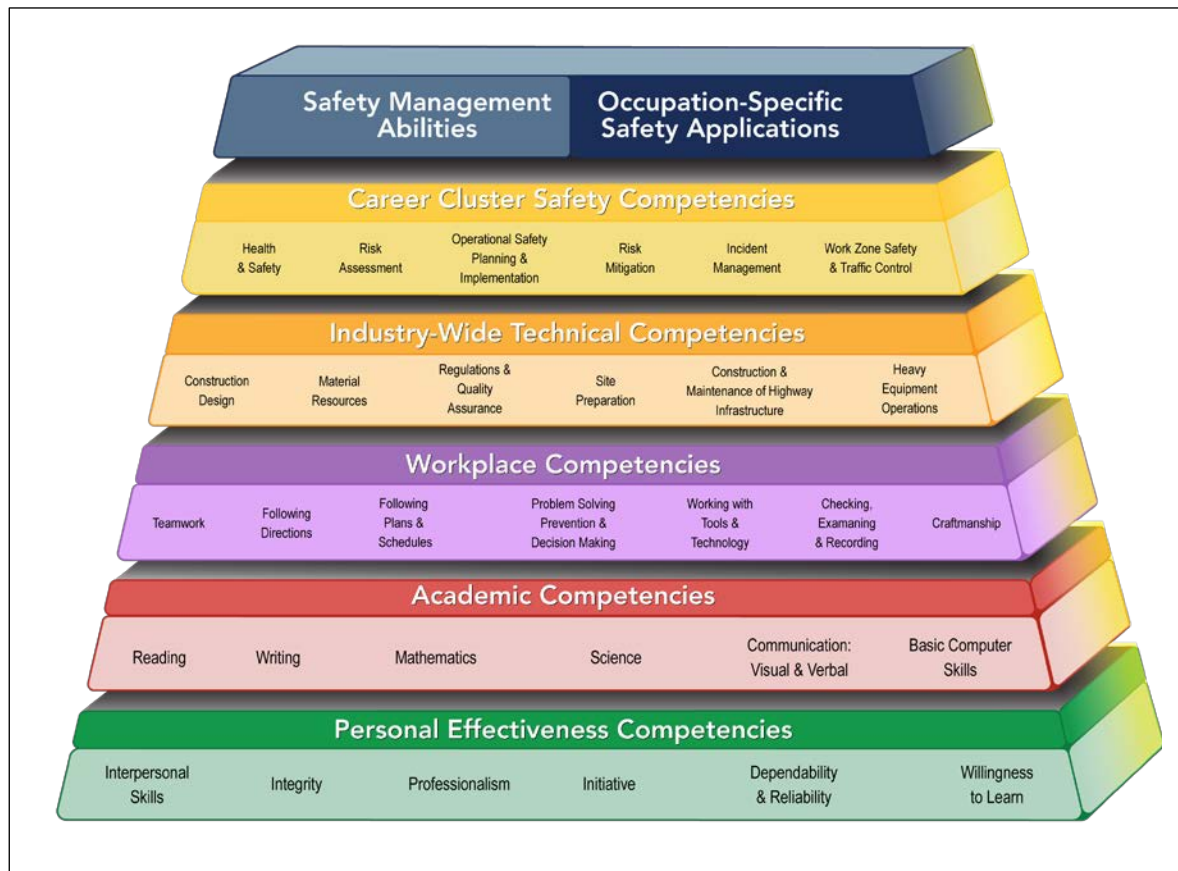 Safety Management
Abilities
Occupation-Specific
Safety Applications
Career Cluster Safety Competencies
Health
& Safety
Risk
Assessment
Operational Safety
Planning &
Implementation
Risk
Mitigation
Incident
Management
Work Zone Safety
& Traffic Control
Industry-Wide Technical Competencies
Construction
Design
Material
Resources
Regulations &
Quality
Assurance
Site
Preparation
Construction &
Maintenance of Highway
Infrastructure
Heavy
Equipment
Operations
Workplace Competencies
Teamwork
Following
Directions
Following
Plans &
Schedules
Problem Solving
Prevention &
Decision Making
Working with
Tools &
Technology
Checking,
Examaning
& Recording
Craftmanship
Academic Competencies
Reading
Writing
Mathematics
Science
Communication:
Visual & Verbal
Basic Computer
Skills
Personal Effectiveness Competencies
Interpersonal
Skills
Integrity
Professionalism
Initiative
Dependability
& Reliability
Willingness
to Learn